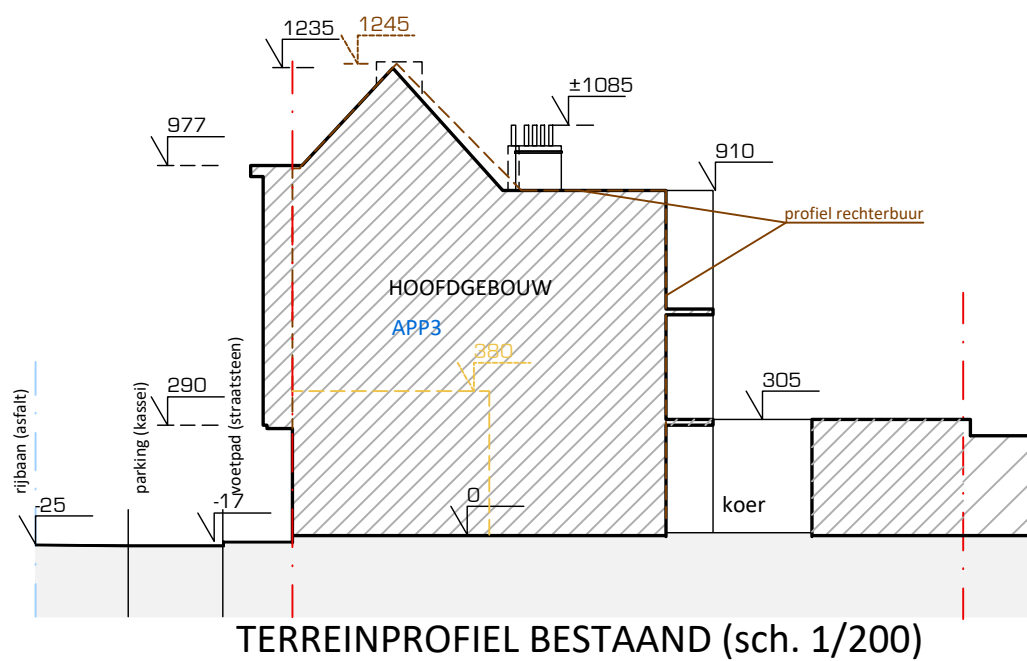 1235
1245
±1085
977
910
profiel rechterbuur
HOOFDGEBOUW
APP3
380
290
305
rijbaan (asfalt)
parking (kassei)
voetpad (straatsteen)
-25
-17
0
koer
TERREINPROFIEL BESTAAND (sch. 1/200)